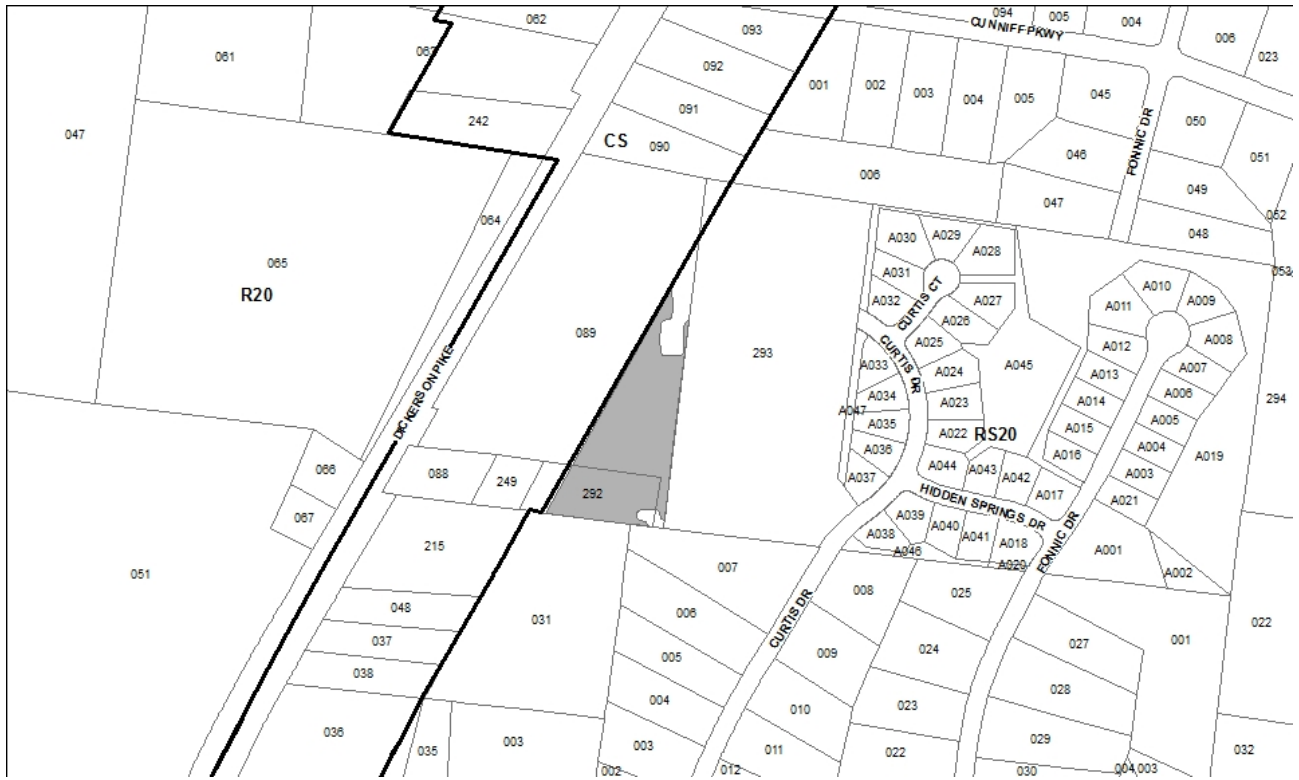 094
005
004
062
093
CUNNIFF PKWY
006
023
061
063
092
001
002
003
004
005
045
091
242
050
047
CS
090
046
FONNIC DR
051
006
049
047
052
064
048
A029
A030
A028
065
R20
A031
053
A010
CURTIS CT
A027
A009
A032
A011
A026
089
A025
A012
A008
293
CURTIS DR
A033
A024
A045
A007
A013
DICKERSON PIKE
A034
A023
A014
A006
294
A047
A035
A005
A022
RS20
A015
A004
A036
A016
A019
066
088
249
A037
A044
A043
A042
A003
292
HIDDEN SPRINGS DR
A017
A021
067
A039
A040
A041
A018
A038
A046
A020
FONNIC DR
A001
215
A002
051
007
008
025
048
CURTIS DR
006
031
001
022
037
027
009
024
005
038
028
004
010
023
036
035
003
003
011
022
029
032
002
012
030
004
003